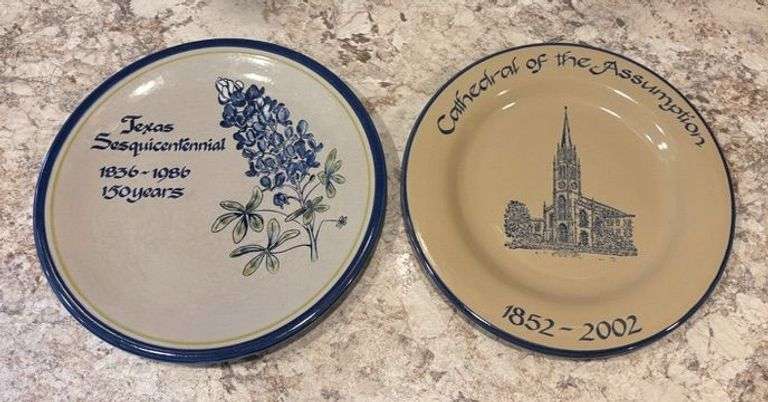 Texas
Sesquicentennial
1836-1986
150 years
Cathedral of the Assumption
1852-2002